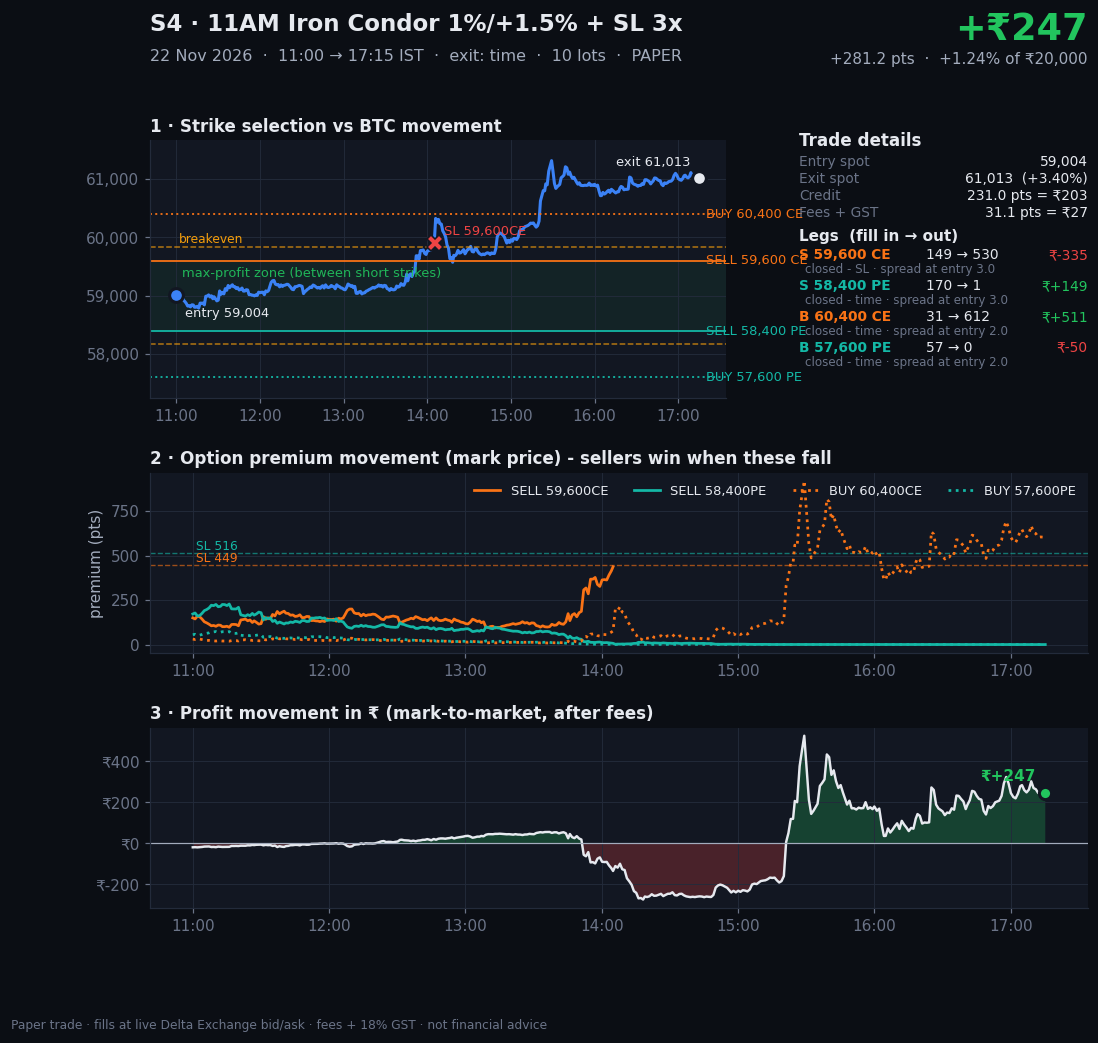 S4 · 11AM Iron Condor 1%/+1.5% + SL 3x
+₹247
22 Nov 2026 · 11:00 → 17:15 IST · exit: time · 10 lots · PAPER
+281.2 pts · +1.24% of ₹20,000
1 · Strike selection vs BTC movement
61,000
60,000
59,000
58,000
exit 61,013
BUY 60,400 CE
SL 59,600CE
breakeven
SELL 59,600 CE
max-profit zone (between short strikes)
entry 59,004
SELL 58,400 PE
BUY 57,600 PE
11:00 12:00 13:00 14:00 15:00 16:00 17:00
Trade details
Entry spot 59,004
Exit spot 61,013 (+3.40%)
Credit 231.0 pts = ₹203
Fees + GST 31.1 pts = ₹27
Legs (fill in → out)
S 59,600 CE 149 → 530 ₹-335
closed - SL · spread at entry 3.0
S 58,400 PE 170 → 1 ₹+149
closed - time · spread at entry 3.0
B 60,400 CE 31 → 612 ₹+511
closed - time · spread at entry 2.0
B 57,600 PE 57 → 0 ₹-50
closed - time · spread at entry 2.0
2 · Option premium movement (mark price) - sellers win when these fall
SELL 59,600CE SELL 58,400PE BUY 60,400CE BUY 57,600PE
premium (pts)
750
500
250
0
SL 516
SL 449
11:00 12:00 13:00 14:00 15:00 16:00 17:00
3 · Profit movement in ₹ (mark-to-market, after fees)
₹400
₹200
₹0
₹-200
₹+247
11:00 12:00 13:00 14:00 15:00 16:00 17:00
Paper trade · fills at live Delta Exchange bid/ask · fees + 18% GST · not financial advice